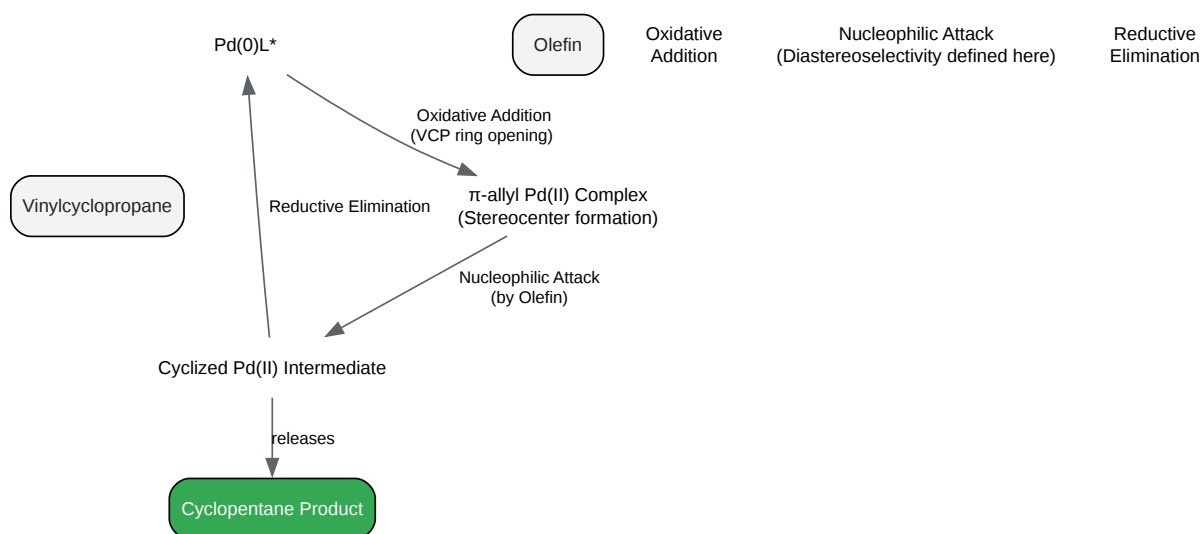 Pd(0)L*
Olefin
Oxidative
Addition
Nucleophilic Attack
(Diastereoselectivity defined here)
Reductive
Elimination
Oxidative Addition
(VCP ring opening)
Vinylcyclopropane
Reductive Elimination
π-allyl Pd(II) Complex
(Stereocenter formation)
Nucleophilic Attack
(by Olefin)
Cyclized Pd(II) Intermediate
releases
Cyclopentane Product